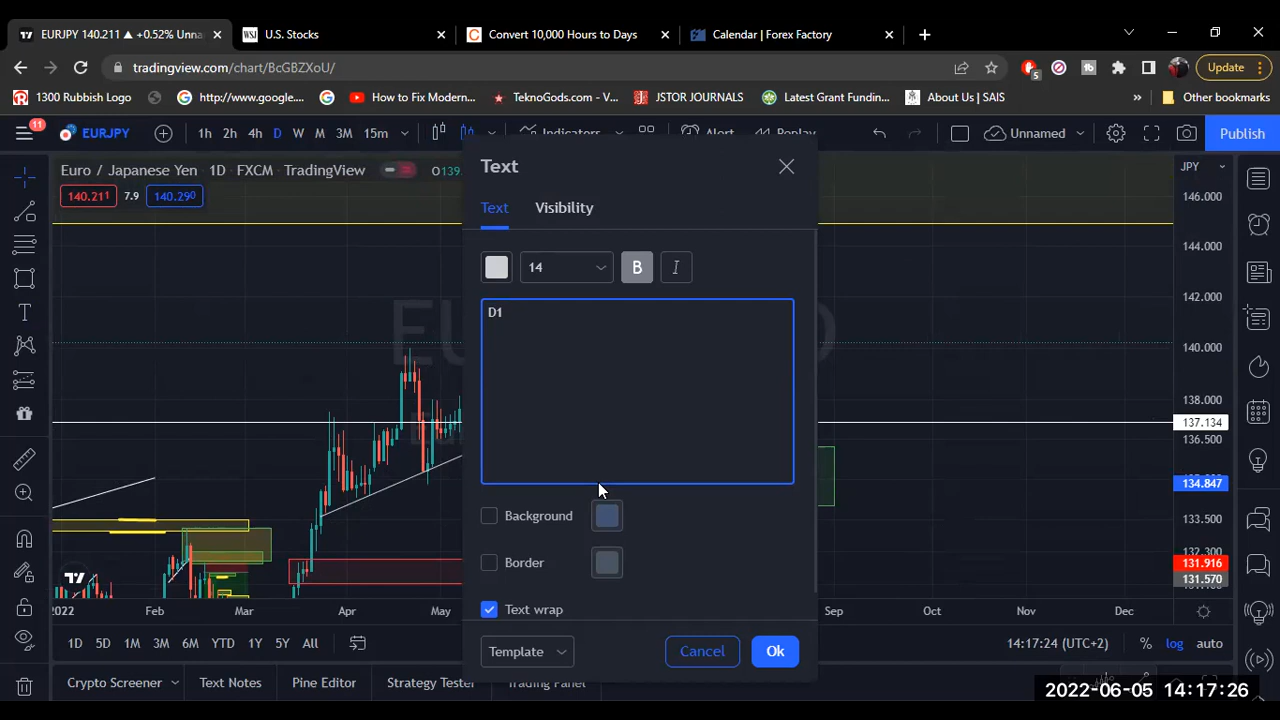 EURJPY 140.211 ▲ +0.52% Unna
U.S. Stocks
Convert 10,000 Hours to Days
Calendar | Forex Factory
tradingview.com/chart/BcGBZXoU/
5
Update
1300 Rubbish Logo
http://www.google...
How to Fix Modern...
TeknoGods.com - V...
JSTOR JOURNALS
Latest Grant Fundin...
About Us | SAIS
»
Other bookmarks
11
EURJPY
1h 2h 4h D W M 3M 15m
Indicators
Alert
Replay
Unnamed
Publish
Euro / Japanese Yen · 1D · FXCM · TradingView
O139.
140.211
7.9
140.290
JPY
146.000
144.000
142.000
140.000
138.000
137.134
136.500
134.847
133.500
132.300
131.916
131.570
Text
Text
Visibility
14
B
I
D1
Background
Border
Text wrap
Template
Cancel
Ok
2022
Feb
Mar
Apr
May
Sep
Oct
Nov
Dec
1D 5D 1M 3M 6M YTD 1Y 5Y All
14:17:24 (UTC+2)
%
log
auto
Crypto Screener
Text Notes
Pine Editor
Strategy Tester
Trading Panel
2022-06-05 14:17:26